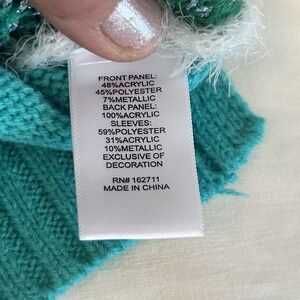 FRONT PANEL:
48%ACRYLIC
45%POLYESTER
7%METALLIC
BACK PANEL:
100%ACRYLIC
SLEEVES:
59%POLYESTER
31%ACRYLIC
10%METALLIC
EXCLUSIVE OF
DECORATION
RN# 162711
MADE IN CHINA